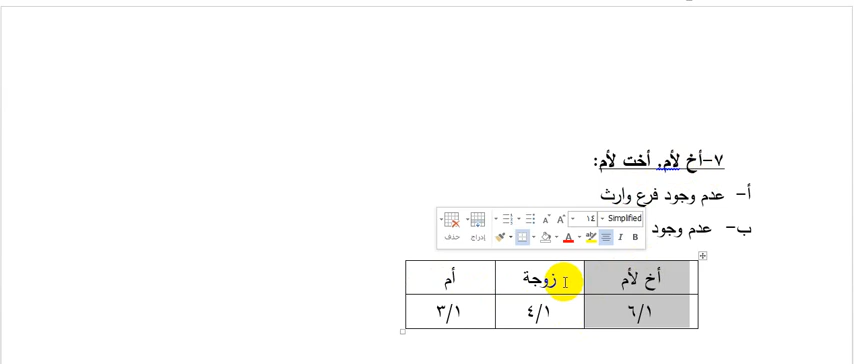 ٧-أخ لأم, أخت لأم:
أ- عدم وجود فرع وارث
ب- عدم وجود
Simplified ١٤
حذف إدراج
أخ لأم زوجة أم
٦/١ ٤/١ ٣/١